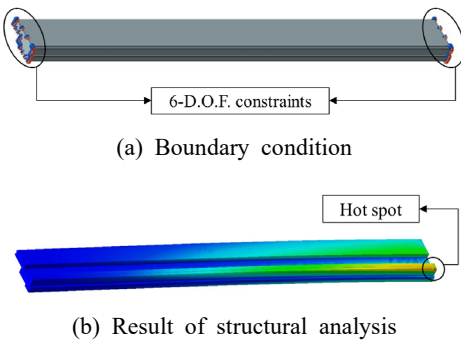 6-D.O.F. constraints
(a) Boundary condition
Hot spot
(b) Result of structural analysis